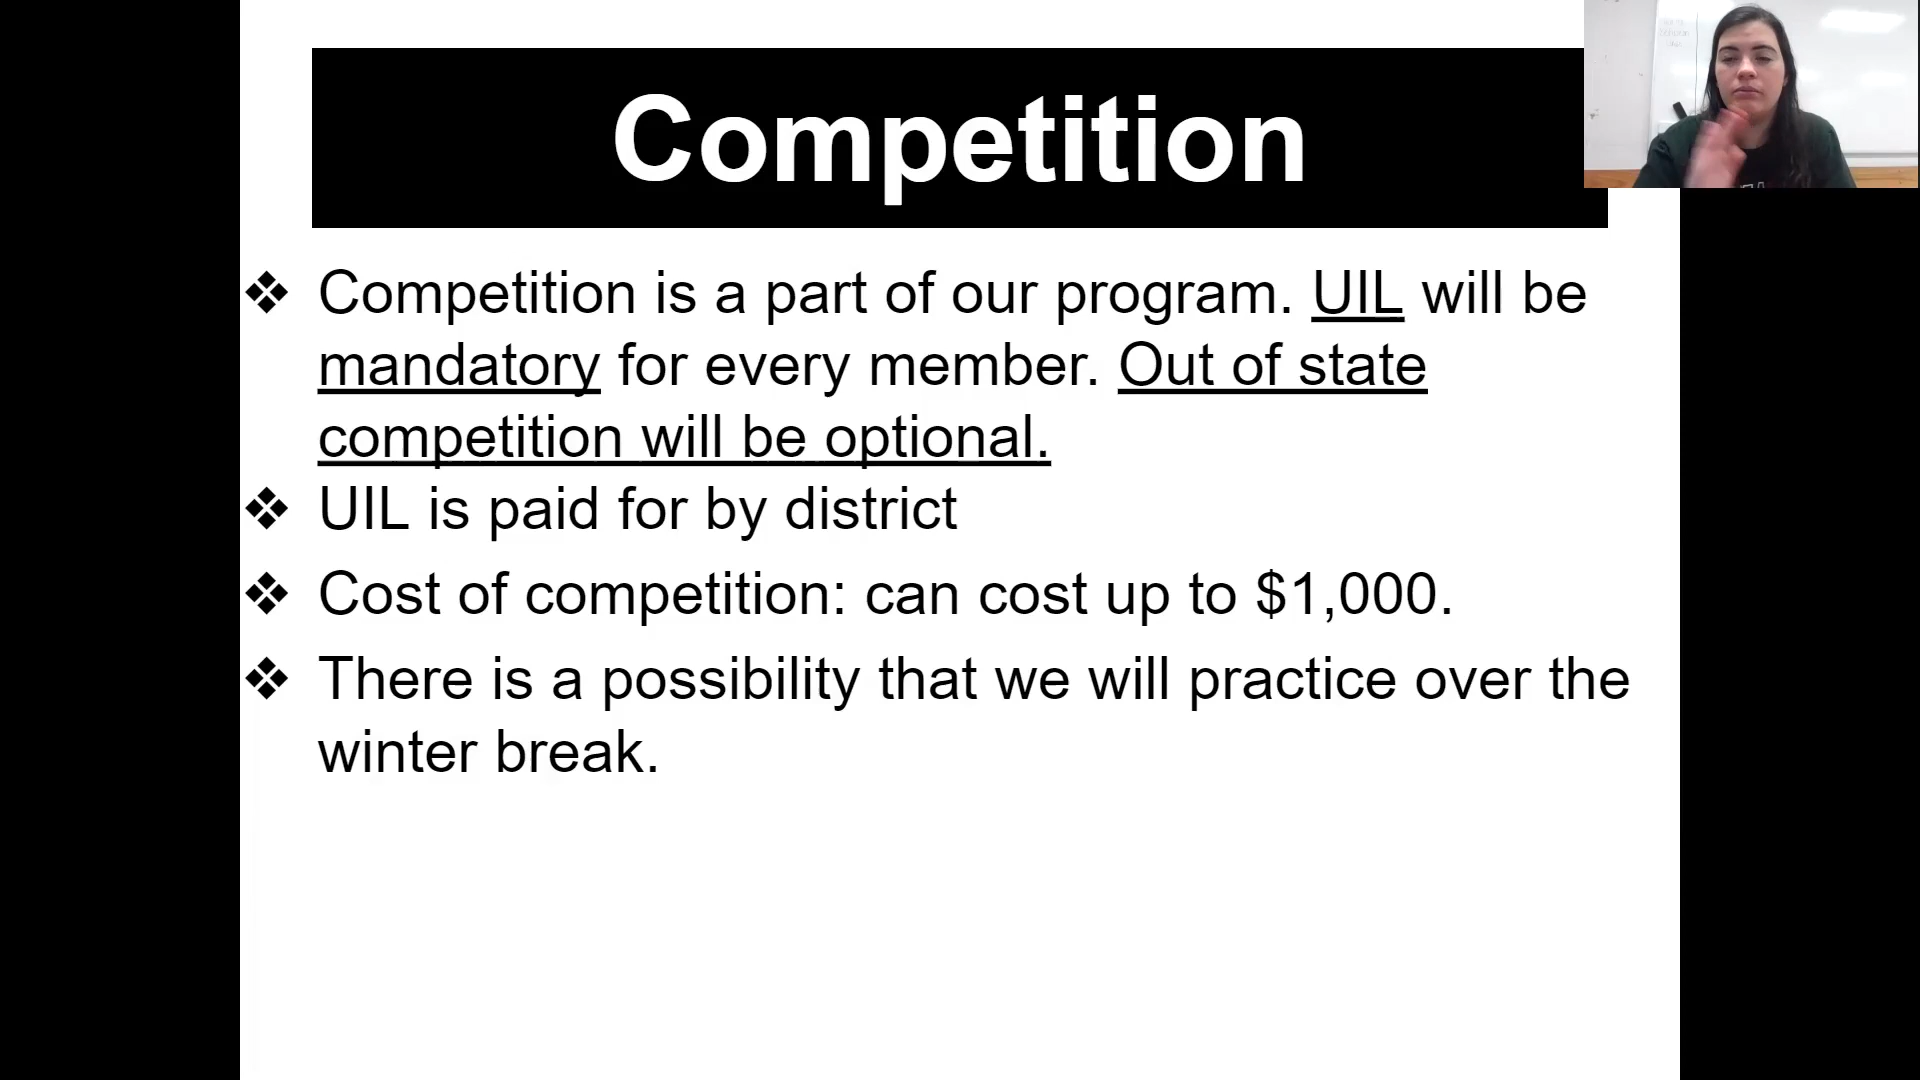 Competition
❖ Competition is a part of our program. UIL will be
mandatory for every member. Out of state
competition will be optional.
❖ UIL is paid for by district
❖ Cost of competition: can cost up to $1,000.
❖ There is a possibility that we will practice over the
winter break.